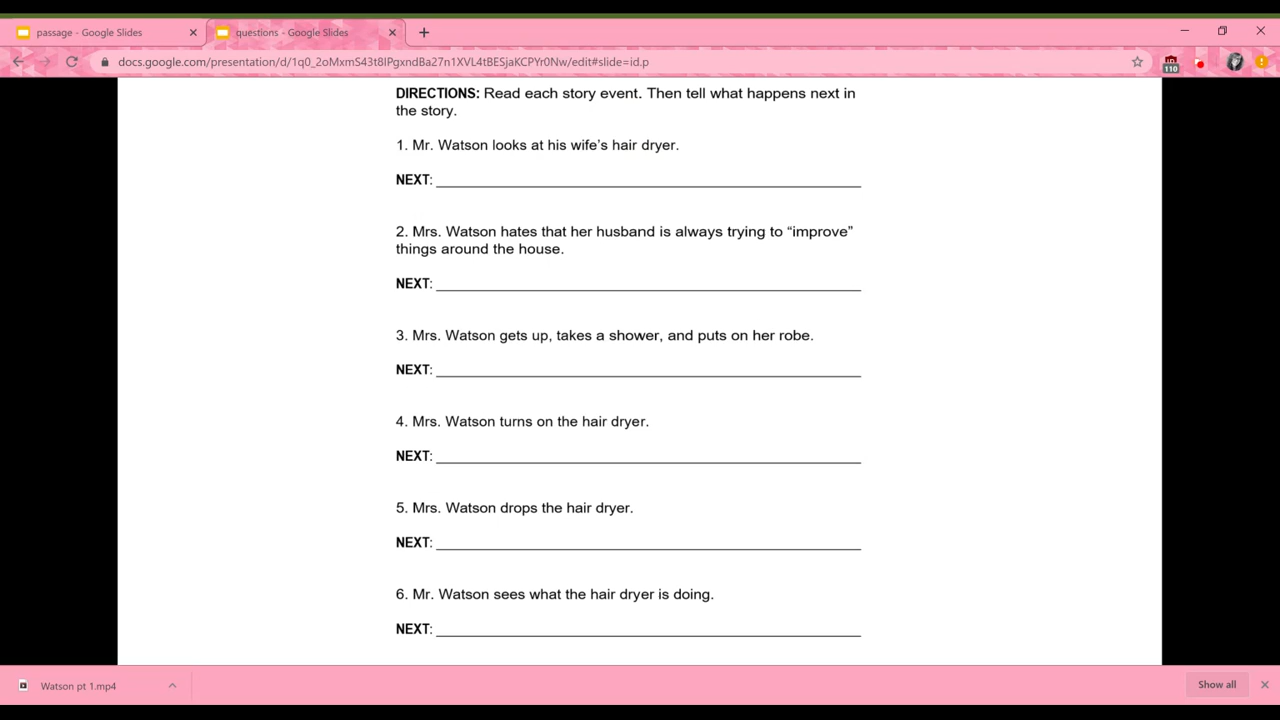 passage - Google Slides
questions - Google Slides
docs.google.com/presentation/d/1q0_2oMxmS43t8lPgxndBa27n1XVL4tBESjaKCPYr0Nw/edit#slide=id.p
110
DIRECTIONS: Read each story event. Then tell what happens next in
the story.
1. Mr. Watson looks at his wife's hair dryer.
NEXT:
2. Mrs. Watson hates that her husband is always trying to “improve”
things around the house.
NEXT:
3. Mrs. Watson gets up, takes a shower, and puts on her robe.
NEXT:
4. Mrs. Watson turns on the hair dryer.
NEXT:
5. Mrs. Watson drops the hair dryer.
NEXT:
6. Mr. Watson sees what the hair dryer is doing.
NEXT:
Watson pt 1.mp4
Show all